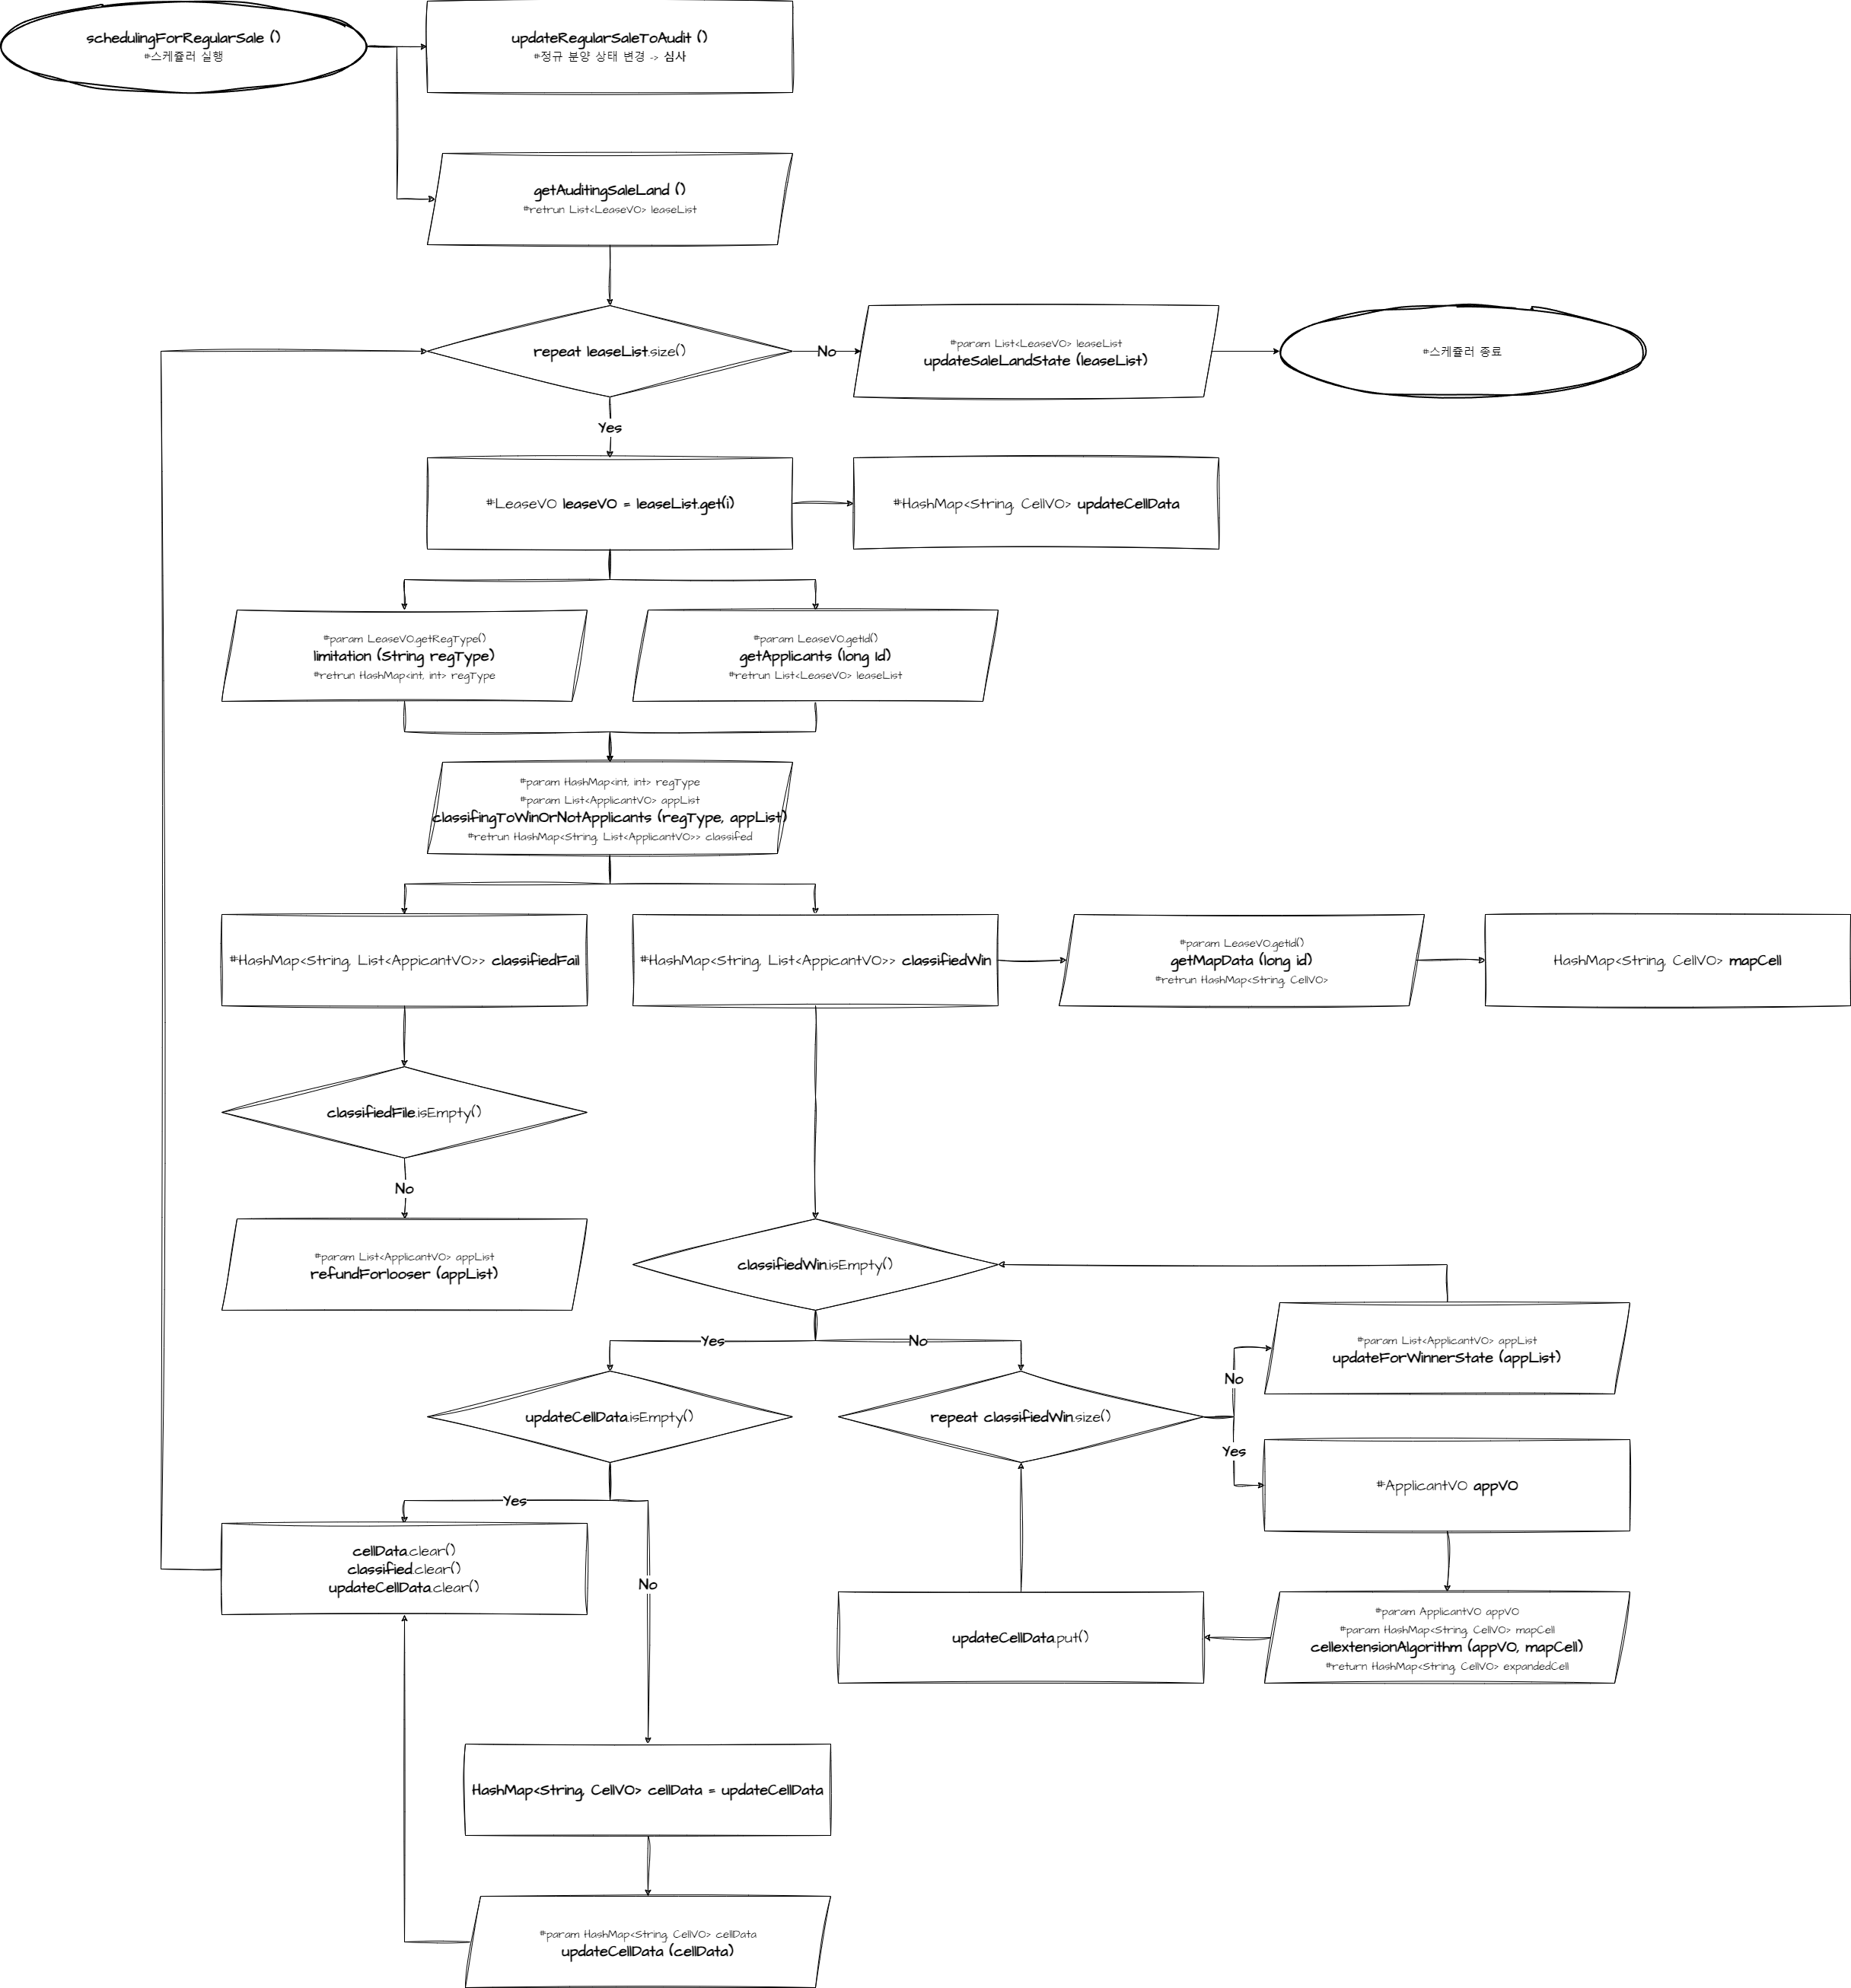 schedulingForRegularSale ()
#스케쥴러 실행
updateRegularSaleToAudit ()
#정규 분양 상태 변경 -> 심사
getAuditingSaleLand ()
#retrun List<LeaseVO> leaseList
repeat leaseList.size()
No
#param List<LeaseVO> leaseList
updateSaleLandState (leaseList)
#스케쥴러 종료
Yes
#LeaseVO leaseVO = leaseList.get(i)
#HashMap<String, CellVO> updateCellData
#param LeaseVO.getRegType()
limitation (String regType)
#retrun HashMap<int, int> regType
#param LeaseVO.getId()
getApplicants (long Id)
#retrun List<LeaseVO> leaseList
#param HashMap<int, int> regType
#param List<ApplicantVO> appList
classifingToWinOrNotApplicants (regType, appList)
#retrun HashMap<String, List<ApplicantVO>> classifed
#HashMap<String, List<AppicantVO>> classifiedFail
#HashMap<String, List<AppicantVO>> classifiedWin
#param LeaseVO.getId()
getMapData (long id)
#retrun HashMap<String, CellVO>
HashMap<String, CellVO> mapCell
classifiedFile.isEmpty()
No
#param List<ApplicantVO> appList
refundForlooser (appList)
classifiedWin.isEmpty()
Yes
No
#param List<ApplicantVO> appList
updateForWinnerState (appList)
No
updateCellData.isEmpty()
repeat classifiedWin.size()
Yes
#ApplicantVO appVO
Yes
cellData.clear()
classified.clear()
updateCellData.clear()
No
updateCellData.put()
#param ApplicantVO appVO
#param HashMap<String, CellVO> mapCell
cellextensionAlgorithm (appVO, mapCell)
#return HashMap<String, CellVO> expandedCell
HashMap<String, CellVO> cellData = updateCellData
#param HashMap<String, CellVO> cellData
updateCellData (cellData)